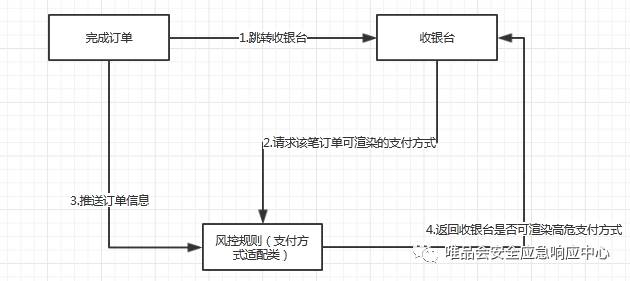 完成订单
1.跳转收银台
收银台
2.请求该笔订单可渲染的支付方式
3.推送订单信息
风控规则（支付方
式适配类）
4.返回收银台是否可渲染高危支付方式
唯品会安全应急响应中心